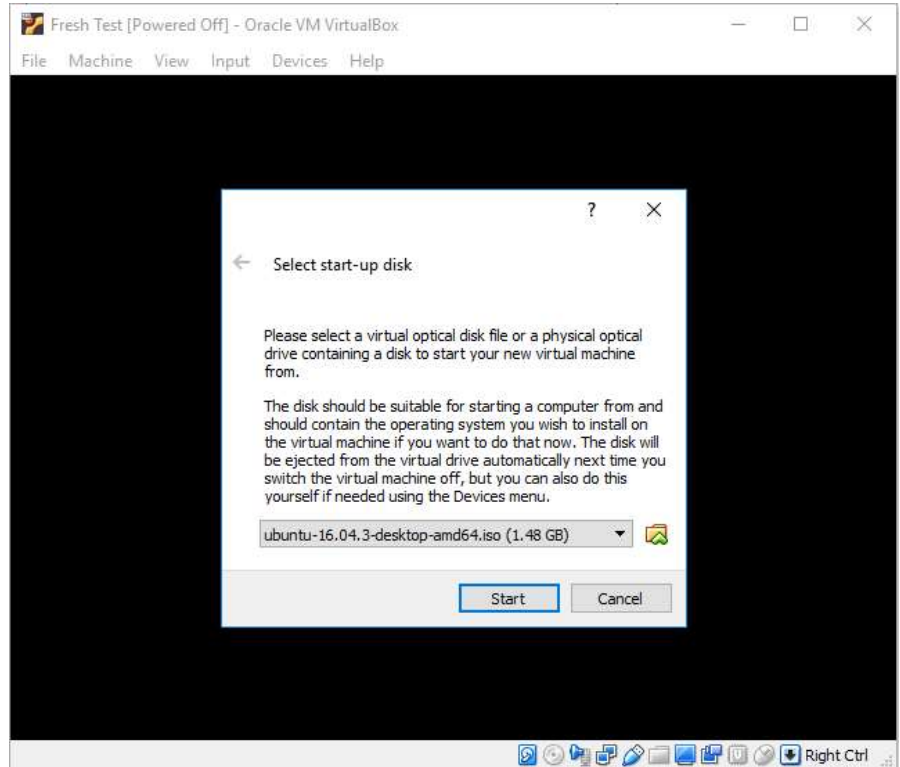 Fresh Test [Powered Off] - Oracle VM VirtualBox
File Machine View Input Devices Help
?
Select start-up disk
Please select a virtual optical disk file or a physical optical
drive containing a disk to start your new virtual machine
from.
The disk should be suitable for starting a computer from and
should contain the operating system you wish to install on
the virtual machine if you want to do that now. The disk will
be ejected from the virtual drive automatically next time you
switch the virtual machine off, but you can also do this
yourself if needed using the Devices menu.
ubuntu-16.04.3-desktop-amd64.iso (1.48 GB)
Start Cancel
Right Ctrl